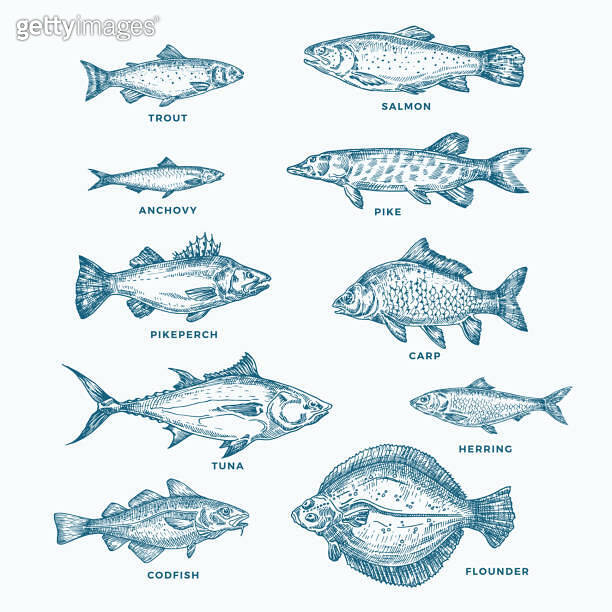 gettyimages®
TROUT
SALMON
ANCHOVY
PIKE
PIKEPERCH
CARP
TUNA
HERRING
CODFISH
FLOUNDER